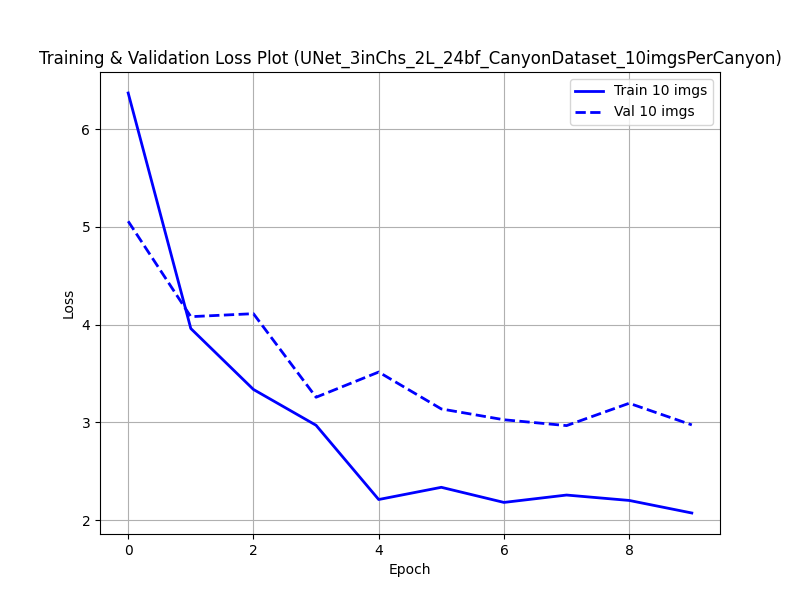 Training & Validation Loss Plot (UNet_3inChs_2L_24bf_CanyonDataset_10imgsPerCanyon)
Train 10 imgs
Val 10 imgs
6
5
4
3
2
Loss
0 2 4 6 8
Epoch